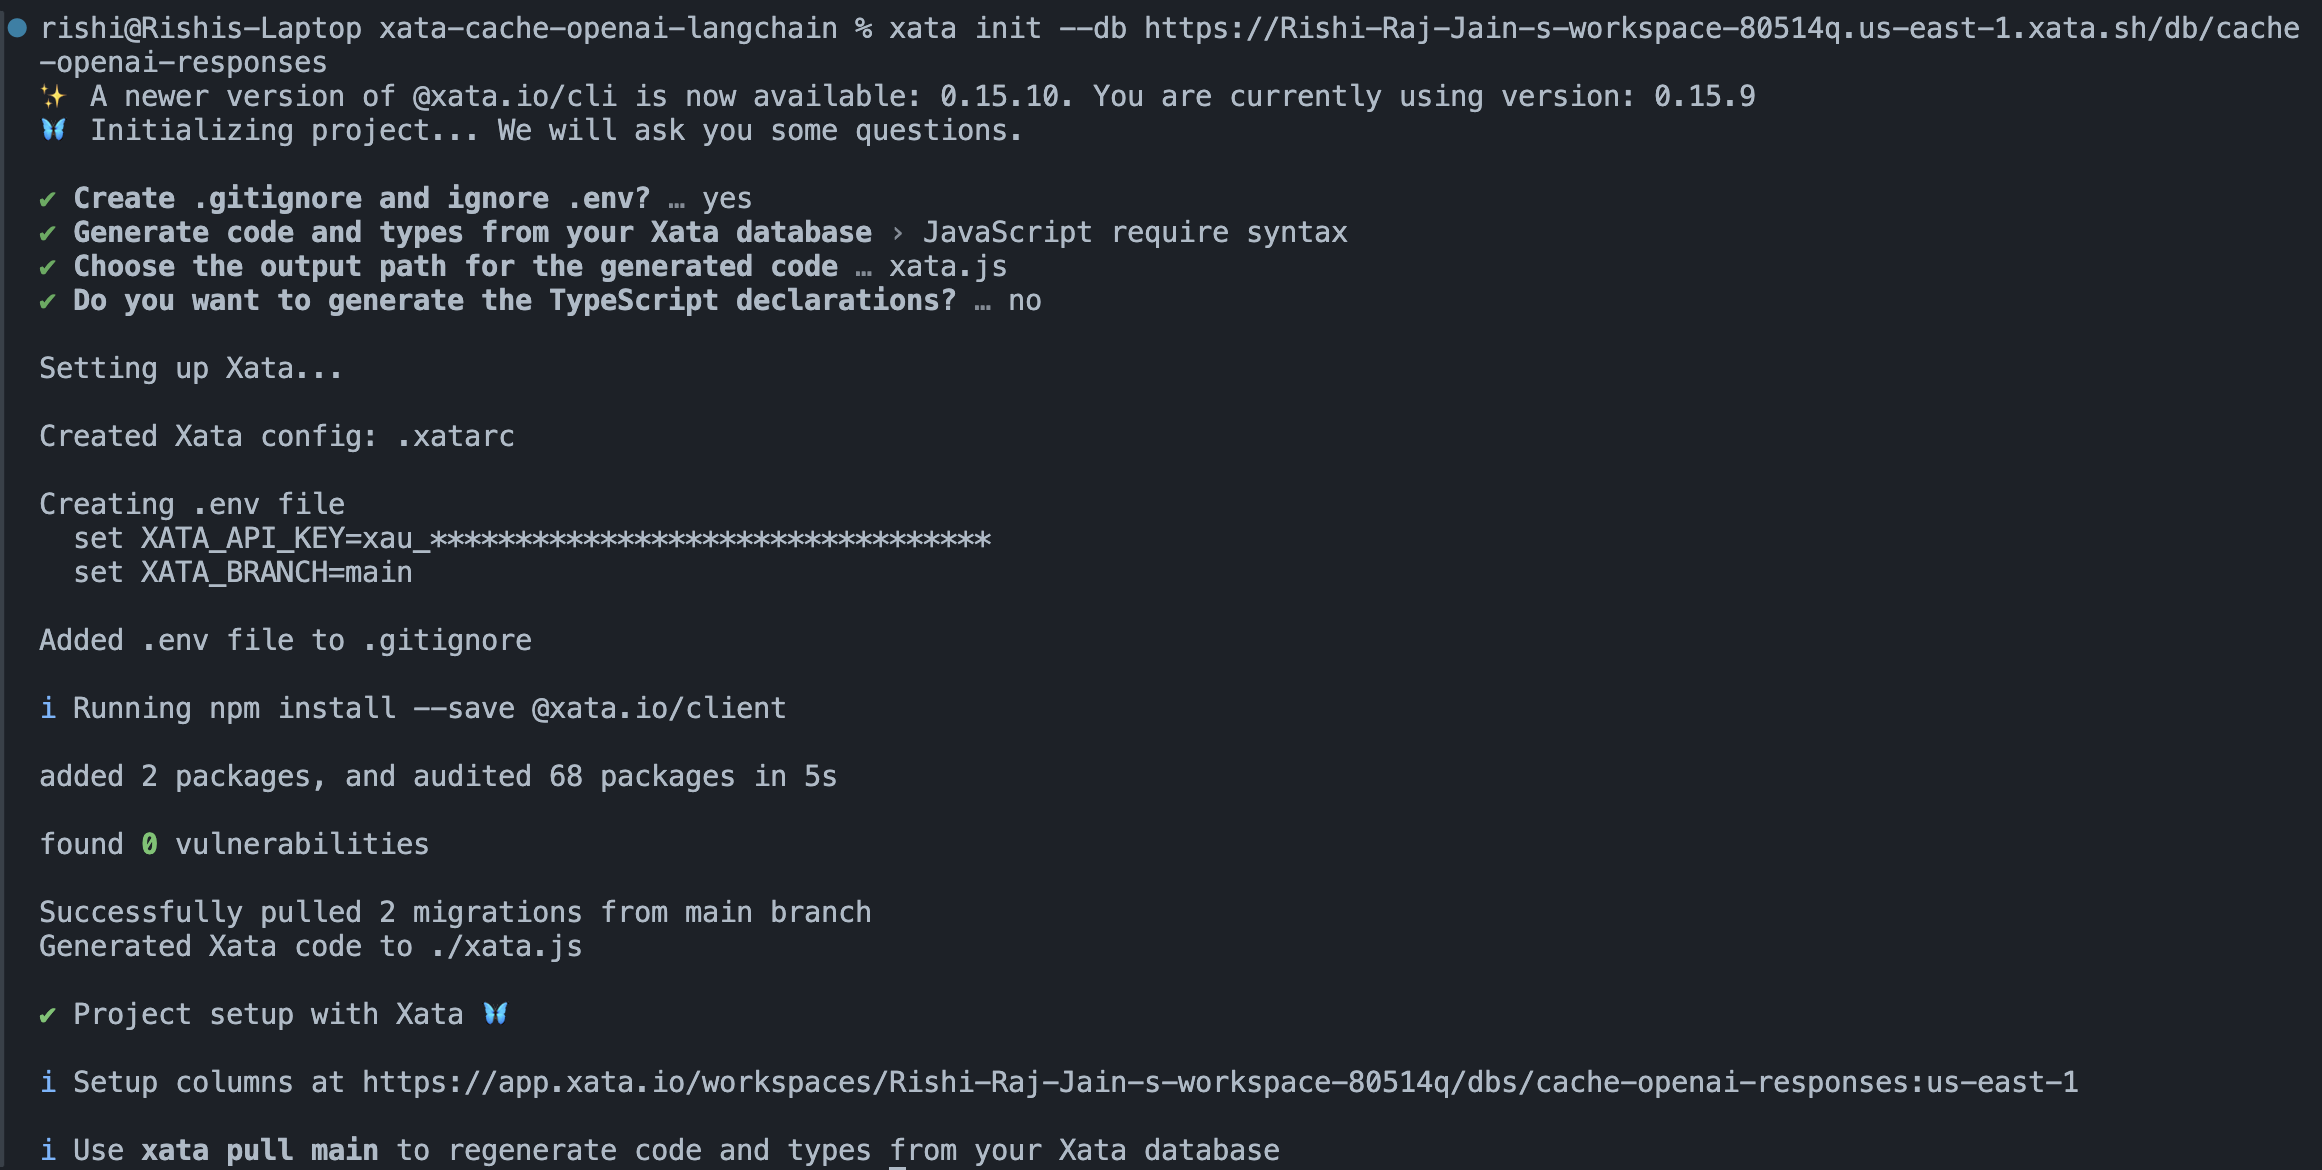 rishi@Rishis-Laptop xata-cache-openai-langchain % xata init --db https://Rishi-Raj-Jain-s-workspace-80514q.us-east-1.xata.sh/db/cache
-openai-responses
✨ A newer version of @xata.io/cli is now available: 0.15.10. You are currently using version: 0.15.9
🦋 Initializing project... We will ask you some questions.
✔ Create .gitignore and ignore .env? … yes
✔ Generate code and types from your Xata database › JavaScript require syntax
✔ Choose the output path for the generated code … xata.js
✔ Do you want to generate the TypeScript declarations? … no
Setting up Xata...
Created Xata config: .xatarc
Creating .env file
set XATA_API_KEY=xau_*********************************
set XATA_BRANCH=main
Added .env file to .gitignore
i Running npm install --save @xata.io/client
added 2 packages, and audited 68 packages in 5s
found 0 vulnerabilities
Successfully pulled 2 migrations from main branch
Generated Xata code to ./xata.js
✔ Project setup with Xata 🦋
i Setup columns at https://app.xata.io/workspaces/Rishi-Raj-Jain-s-workspace-80514q/dbs/cache-openai-responses:us-east-1
i Use xata pull main to regenerate code and types from your Xata database